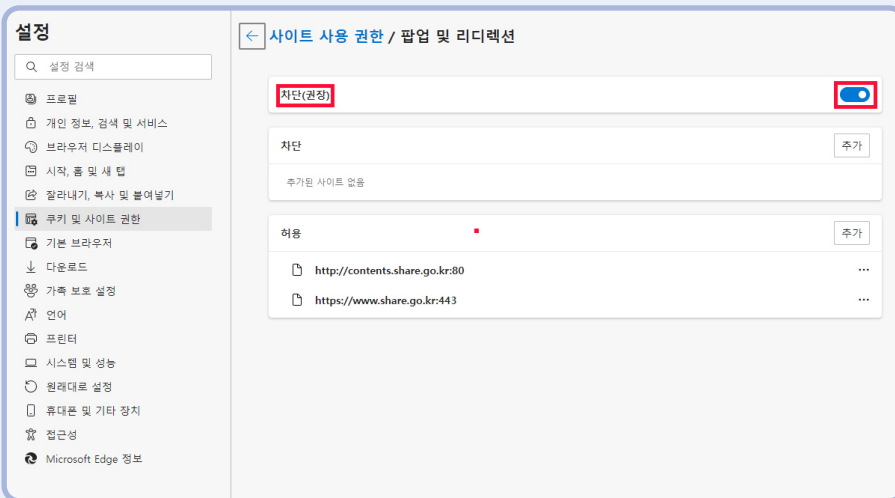 설정
설정 검색
프로필
개인 정보, 검색 및 서비스
브라우저 디스플레이
시작, 홈 및 새 탭
잘라내기, 복사 및 붙여넣기
쿠키 및 사이트 권한
기본 브라우저
다운로드
가족 보호 설정
언어
프린터
시스템 및 성능
원래대로 설정
휴대폰 및 기타 장치
접근성
Microsoft Edge 정보
사이트 사용 권한 / 팝업 및 리디렉션
차단(권장)
차단
추가
추가된 사이트 없음
허용
추가
http://contents.share.go.kr:80
https://www.share.go.kr:443